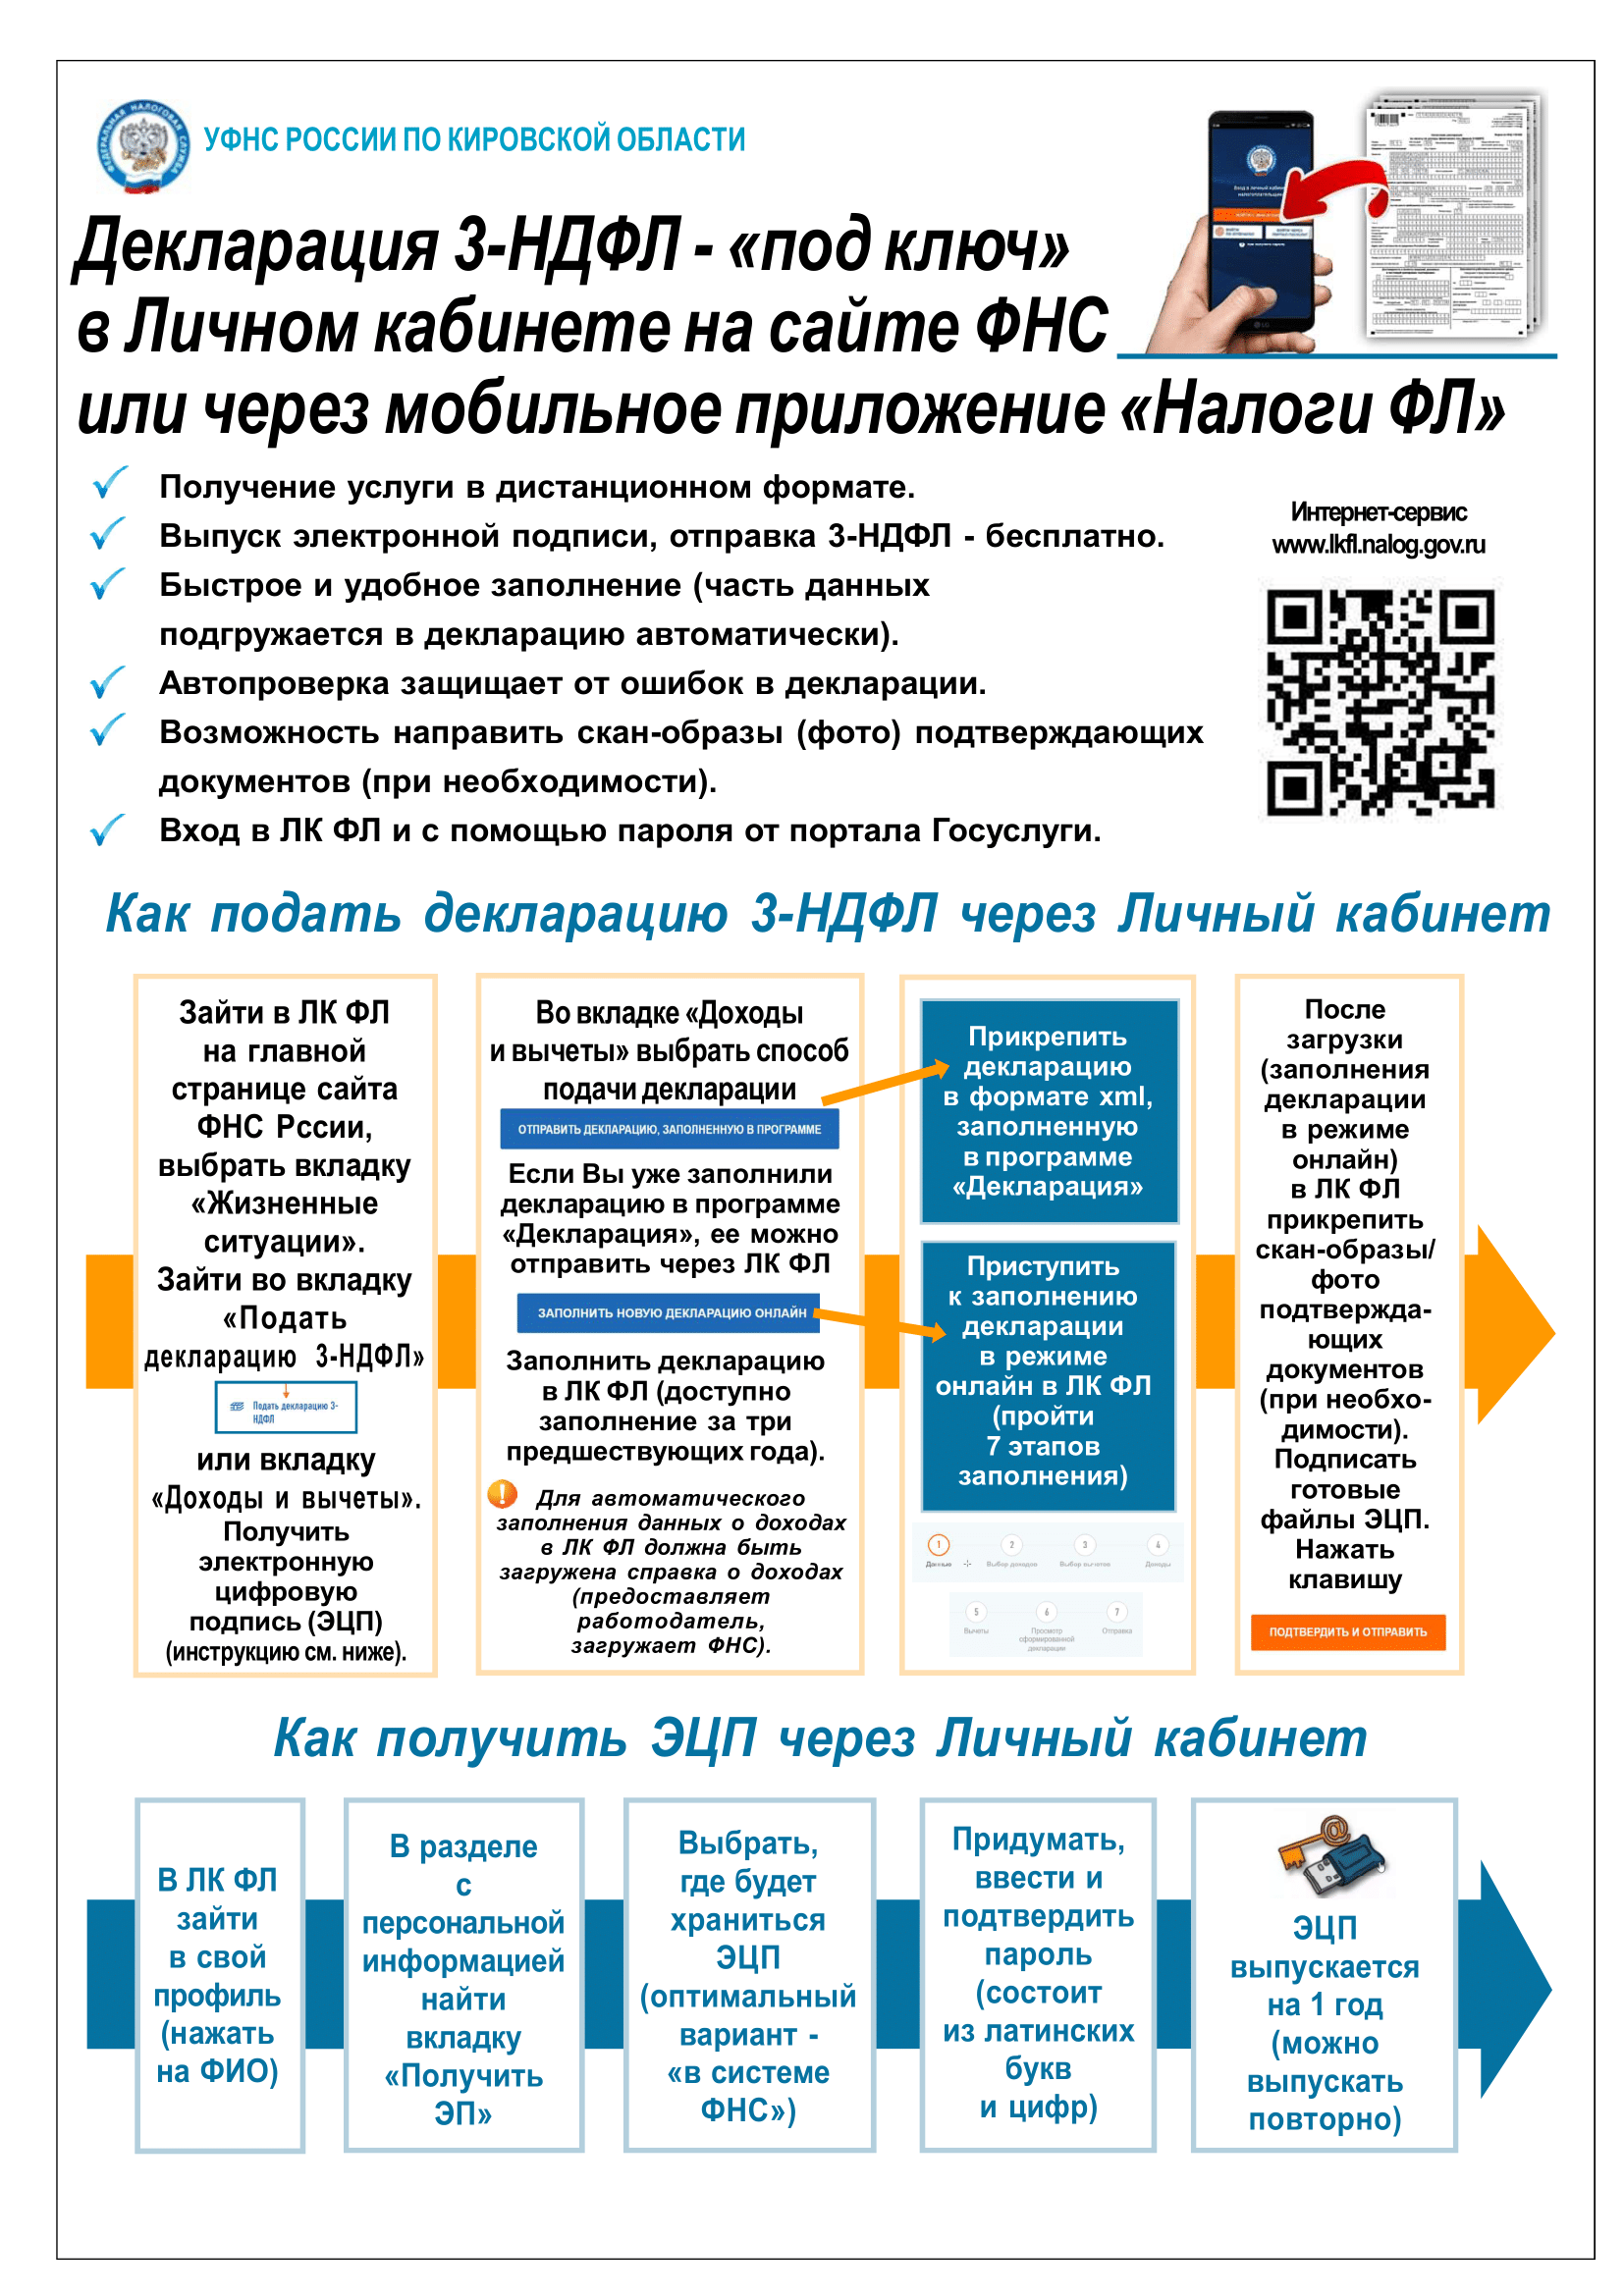 ФЕДЕРАЛЬНАЯ НАЛОГОВАЯ СЛУЖБА
УФНС РОССИИ ПО КИРОВСКОЙ ОБЛАСТИ
Декларация 3-НДФЛ - «под ключ»
в Личном кабинете на сайте ФНС
или через мобильное приложение «Налоги ФЛ»
Получение услуги в дистанционном формате.
Выпуск электронной подписи, отправка 3-НДФЛ - бесплатно.
Быстрое и удобное заполнение (часть данных
подгружается в декларацию автоматически).
Автопроверка защищает от ошибок в декларации.
Возможность направить скан-образы (фото) подтверждающих
документов (при необходимости).
Вход в ЛК ФЛ и с помощью пароля от портала Госуслуги.
Интернет-сервис
www.lkfl.nalog.gov.ru
Как подать декларацию 3-НДФЛ через Личный кабинет
Зайти в ЛК ФЛ
на главной
странице сайта
ФНС Рссии,
выбрать вкладку
«Жизненные
ситуации».
Зайти во вкладку
«Подать
декларацию 3-НДФЛ»
Подать декларацию 3-
НДФЛ
или вкладку
«Доходы и вычеты».
Получить
электронную
цифровую
подпись (ЭЦП)
(инструкцию см. ниже).
Во вкладке «Доходы
и вычеты» выбрать способ
подачи декларации
ОТПРАВИТЬ ДЕКЛАРАЦИЮ, ЗАПОЛНЕННУЮ В ПРОГРАММЕ
Если Вы уже заполнили
декларацию в программе
«Декларация», ее можно
отправить через ЛК ФЛ
ЗАПОЛНИТЬ НОВУЮ ДЕКЛАРАЦИЮ ОНЛАЙН
Заполнить декларацию
в ЛК ФЛ (доступно
заполнение за три
предшествующих года).
Для автоматического
заполнения данных о доходах
в ЛК ФЛ должна быть
загружена справка о доходах
(предоставляет
работодатель,
загружает ФНС).
Прикрепить
декларацию
в формате xml,
заполненную
в программе
«Декларация»
Приступить
к заполнению
декларации
в режиме
онлайн в ЛК ФЛ
(пройти
7 этапов
заполнения)
1 2 3 4
Данные Выбор доходов Выбор вычетов Доходы
5 6 7
Вычеты Просмотр сформированной декларации Отправка
После
загрузки
(заполнения
декларации
в режиме
онлайн)
в ЛК ФЛ
прикрепить
скан-образы/
фото
подтвержда-
ющих
документов
(при необхо-
димости).
Подписать
готовые
файлы ЭЦП.
Нажать
клавишу
ПОДТВЕРДИТЬ И ОТПРАВИТЬ
Как получить ЭЦП через Личный кабинет
В ЛК ФЛ
зайти
в свой
профиль
(нажать
на ФИО)
В разделе
с
персональной
информацией
найти
вкладку
«Получить
ЭП»
Выбрать,
где будет
храниться
ЭЦП
(оптимальный
вариант -
«в системе
ФНС»)
Придумать,
ввести и
подтвердить
пароль
(состоит
из латинских
букв
и цифр)
ЭЦП
выпускается
на 1 год
(можно
выпускать
повторно)